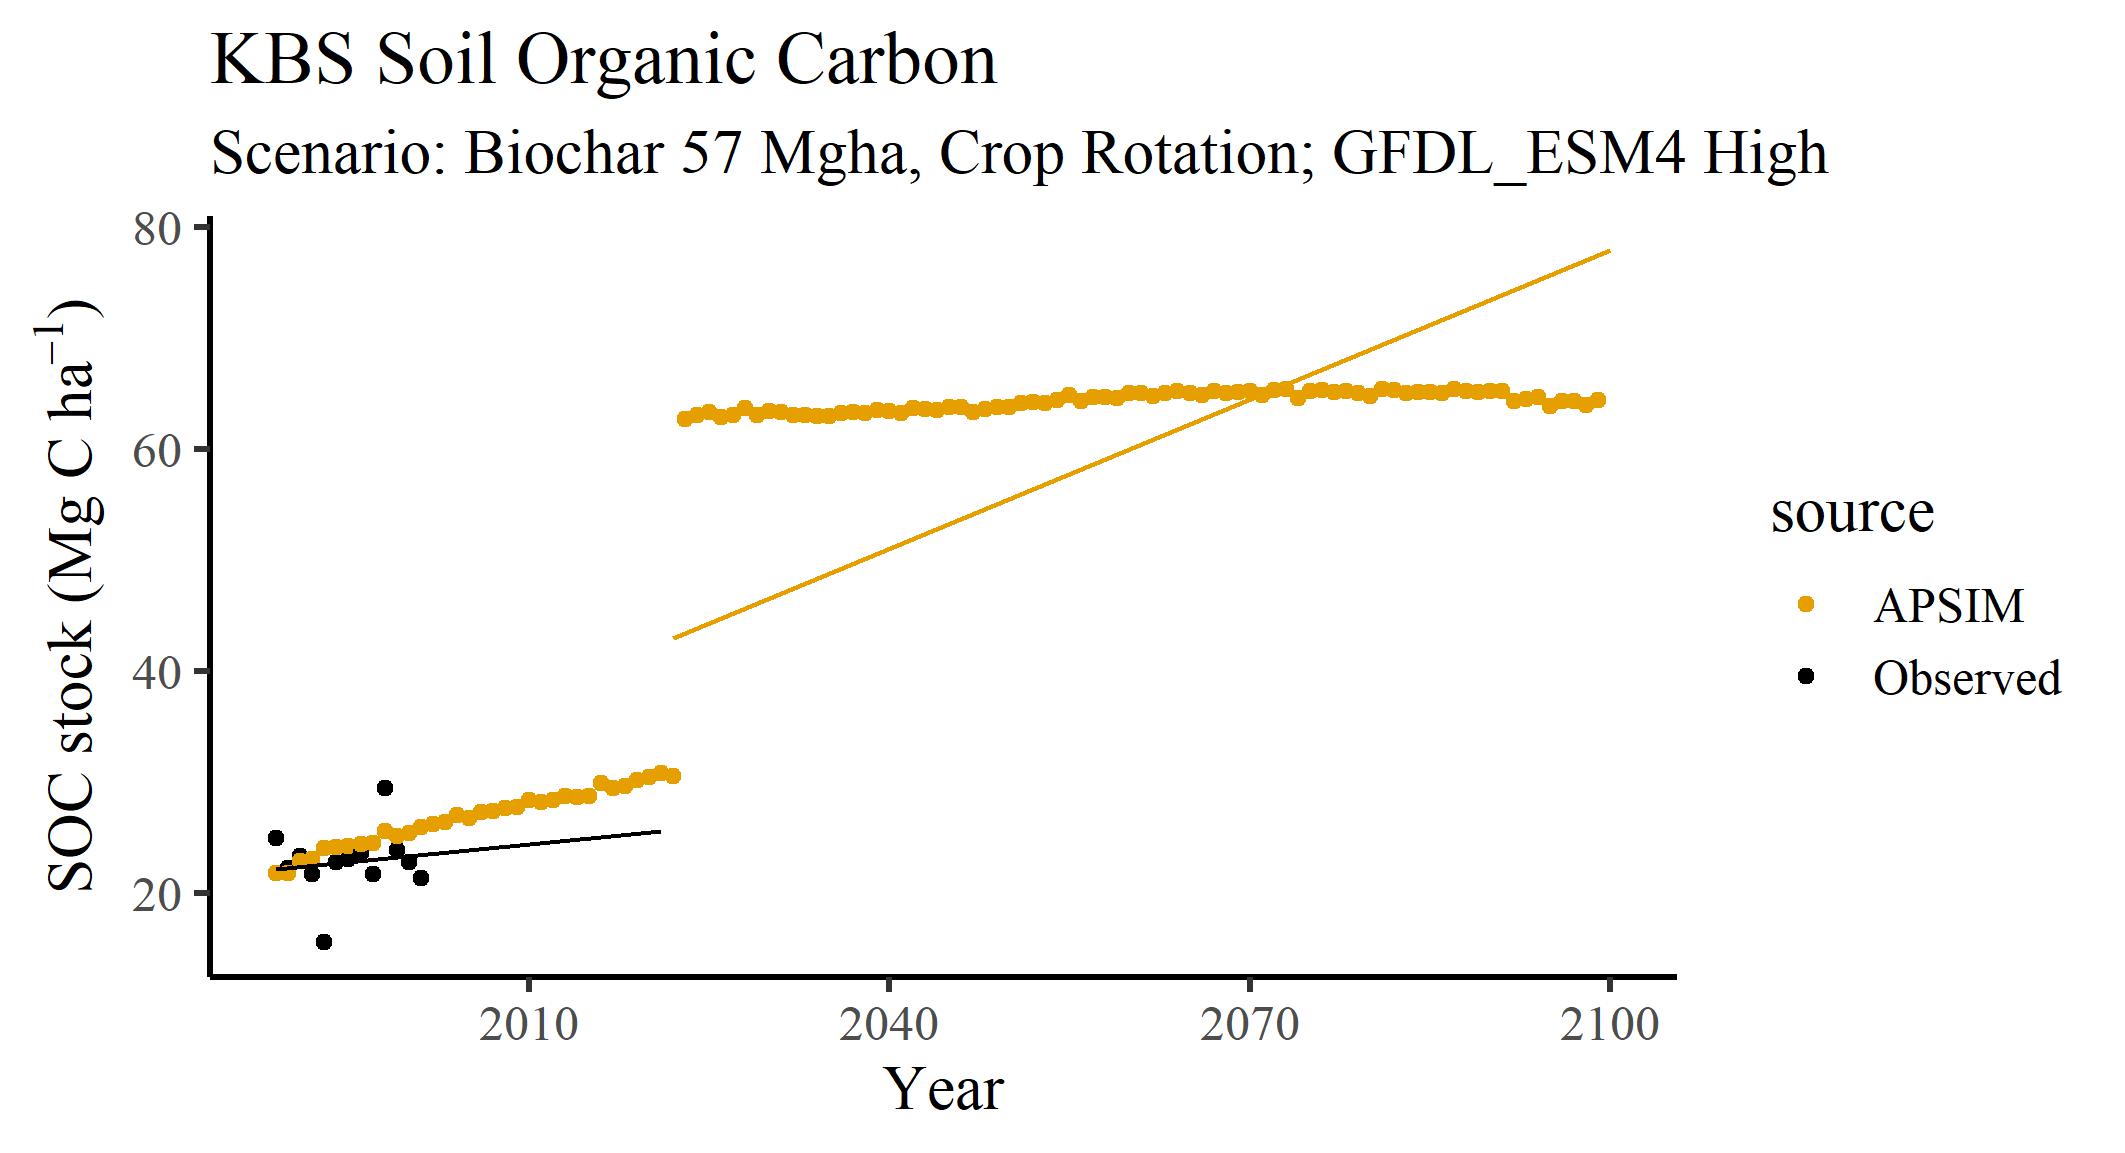 KBS Soil Organic Carbon
Scenario: Biochar 57 Mgha, Crop Rotation; GFDL_ESM4 High
SOC stock (Mg C ha⁻¹)
80
60
40
20
2010
2040
2070
2100
Year
source
APSIM
Observed